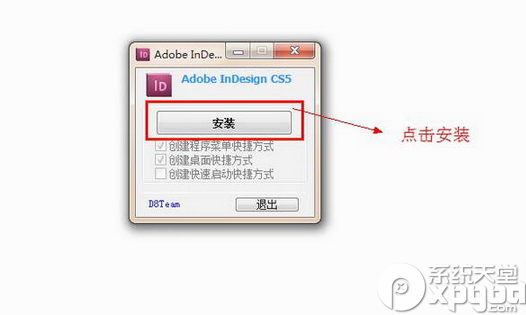 Adobe InDe...
ID
Adobe InDesign CS5
安装
点击安装
创建程序菜单快捷方式
创建桌面快捷方式
创建快速启动快捷方式
D8Team
退出
系统天堂